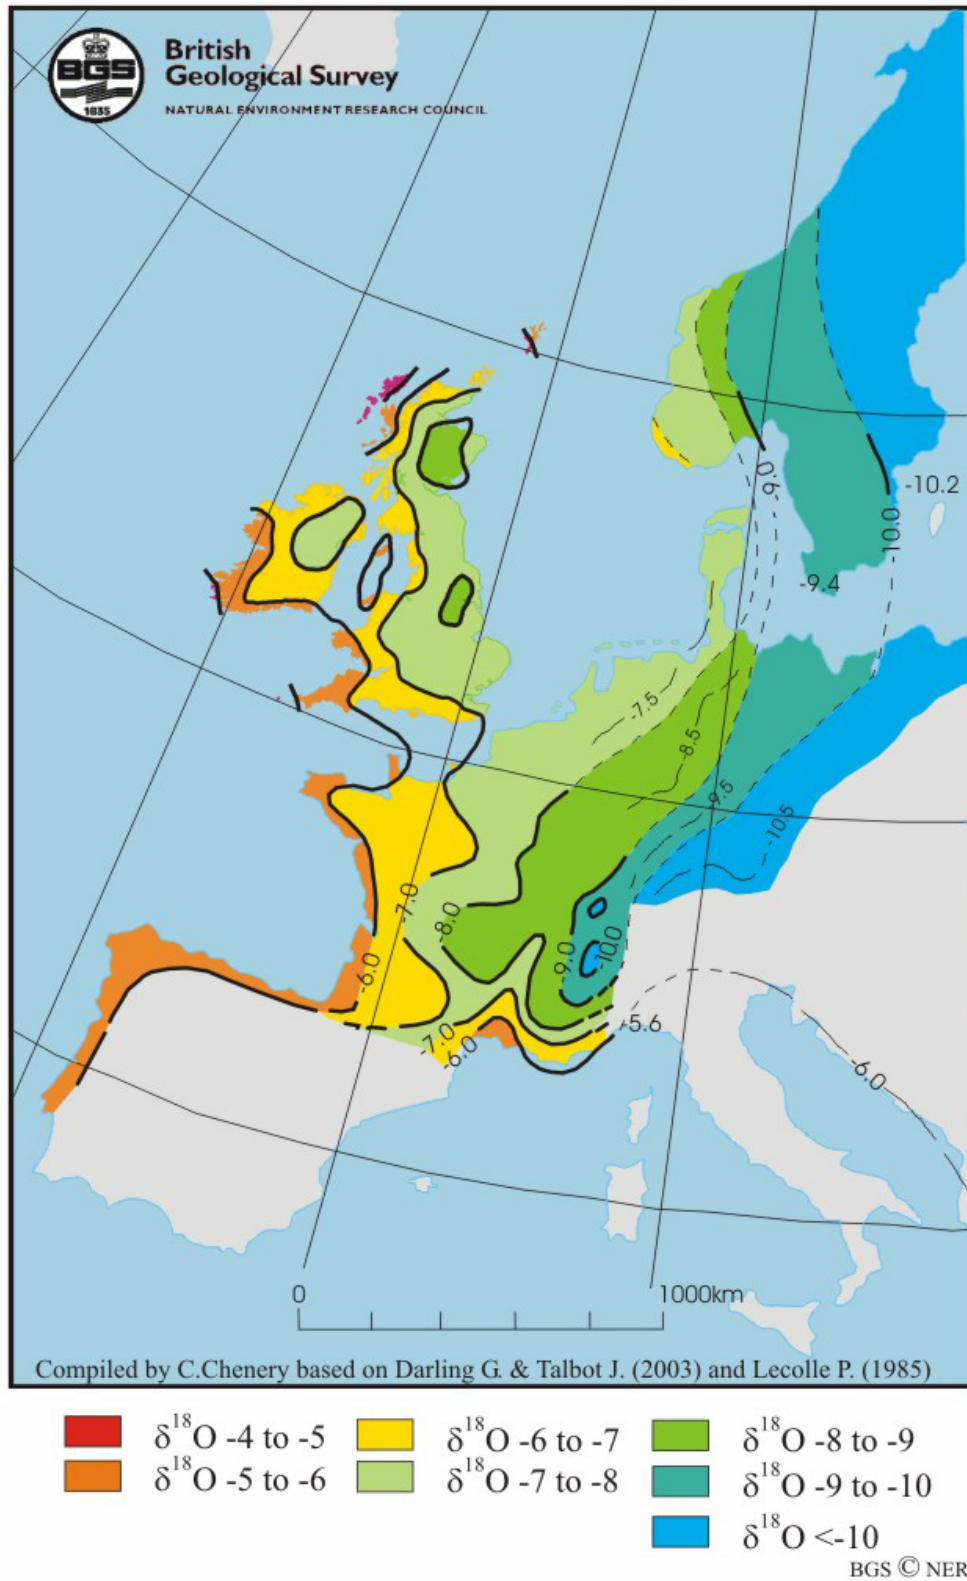 British
Geological Survey
NATURAL ENVIRONMENT RESEARCH COUNCIL
BGS
1835
-10.2
-9.0
-10.0
-9.4
-7.5
-8.5
-9.5
-10.5
-7.0
-8.0
-9.0
-10.0
-6.0
-5.6
-7.0
-6.0
-6.0
0
1000km
Compiled by C.Chenery based on Darling G. & Talbot J. (2003) and Lecolle P. (1985)
δ¹⁸O -4 to -5
δ¹⁸O -6 to -7
δ¹⁸O -8 to -9
δ¹⁸O -5 to -6
δ¹⁸O -7 to -8
δ¹⁸O -9 to -10
δ¹⁸O <-10
BGS © NER